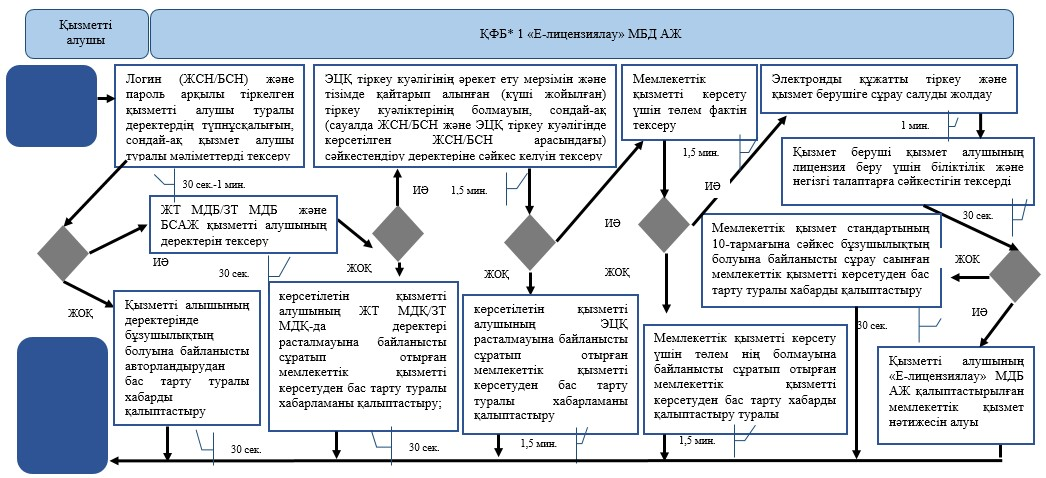 Қызметті
алушы
ҚФБ* 1 «Е-лицензиялау» МБД АЖ
Логин (ЖСН/БСН) және
пароль арқылы тіркелген
қызметті алушы туралы
деректердің түпнұсқалығын,
сондай-ақ қызмет алушы
туралы мәліметтерді тексеру
30 сек.-1 мин.
ЭЦҚ тіркеу куәлігінің әрекет ету мерзімін және
тізімде қайтарып алынған (күші жойылған)
тіркеу куәліктерінің болмауын, сондай-ақ
(сауалда ЖСН/БСН және ЭЦҚ тіркеу куәлігінде
көрсетілген ЖСН/БСН арасындағы)
сәйкестендіру деректеріне сәйкес келуін тексеру
ИӘ
1,5 мин.
Мемлекеттік
қызметті көрсету
үшін төлем фактін
тексеру
1,5 мин.
ИӘ
Электронды құжатты тіркеу және
қызмет берушіге сұрау салуды жолдау
1 мин.
Қызмет беруші қызмет алушының
лицензия беру үшін біліктілік және
негізгі талаптарға сәйкестігін тексерді
30 сек.
ЖТ МДБ/ЗТ МДБ және
БСАЖ қызметті алушының
деректерін тексеру
ИӘ
30 сек.
ЖОҚ
ЖОҚ
ИӘ
ЖОҚ
Мемлекеттік қызмет стандартының
10-тармағына сәйкес бұзушылықтың
болуына байланысты сұрау салынған
мемлекеттік қызметті көрсетуден бас
тарту туралы хабарды қалыптастыру
ЖОҚ
30 сек.
ИӘ
ЖОҚ
Қызметті алышының
деректерінде
бұзушылықтың
болуына байланысты
авторландырудан
бас тарту туралы
хабарды
қалыптастыру
30 сек.
көрсетілетін қызметті
алушының ЖТ МДҚ/ЗТ
МДҚ-да деректері
расталмауына байланысты
сұратып отырған
мемлекеттік қызметті
көрсетуден бас тарту туралы
хабарламаны қалыптастыру;
30 сек.
көрсетілетін қызметті
алушының ЭЦҚ
расталмауына байланысты
сұратып отырған
мемлекеттік қызметті
көрсетуден бас тарту
туралы хабарламаны
қалыптастыру
1,5 мин.
Мемлекеттік қызметті көрсету
үшін төлем нің болмауына
байланысты сұратып отырған
мемлекеттік қызметті
көрсетуден бас тарту хабарды
қалыптастыру туралы
1,5 мин.
Қызметті алушының
«Е-лицензиялау» МДБ
АЖ қалыптастырылған
мемлекеттік қызмет
нәтижесін алуы